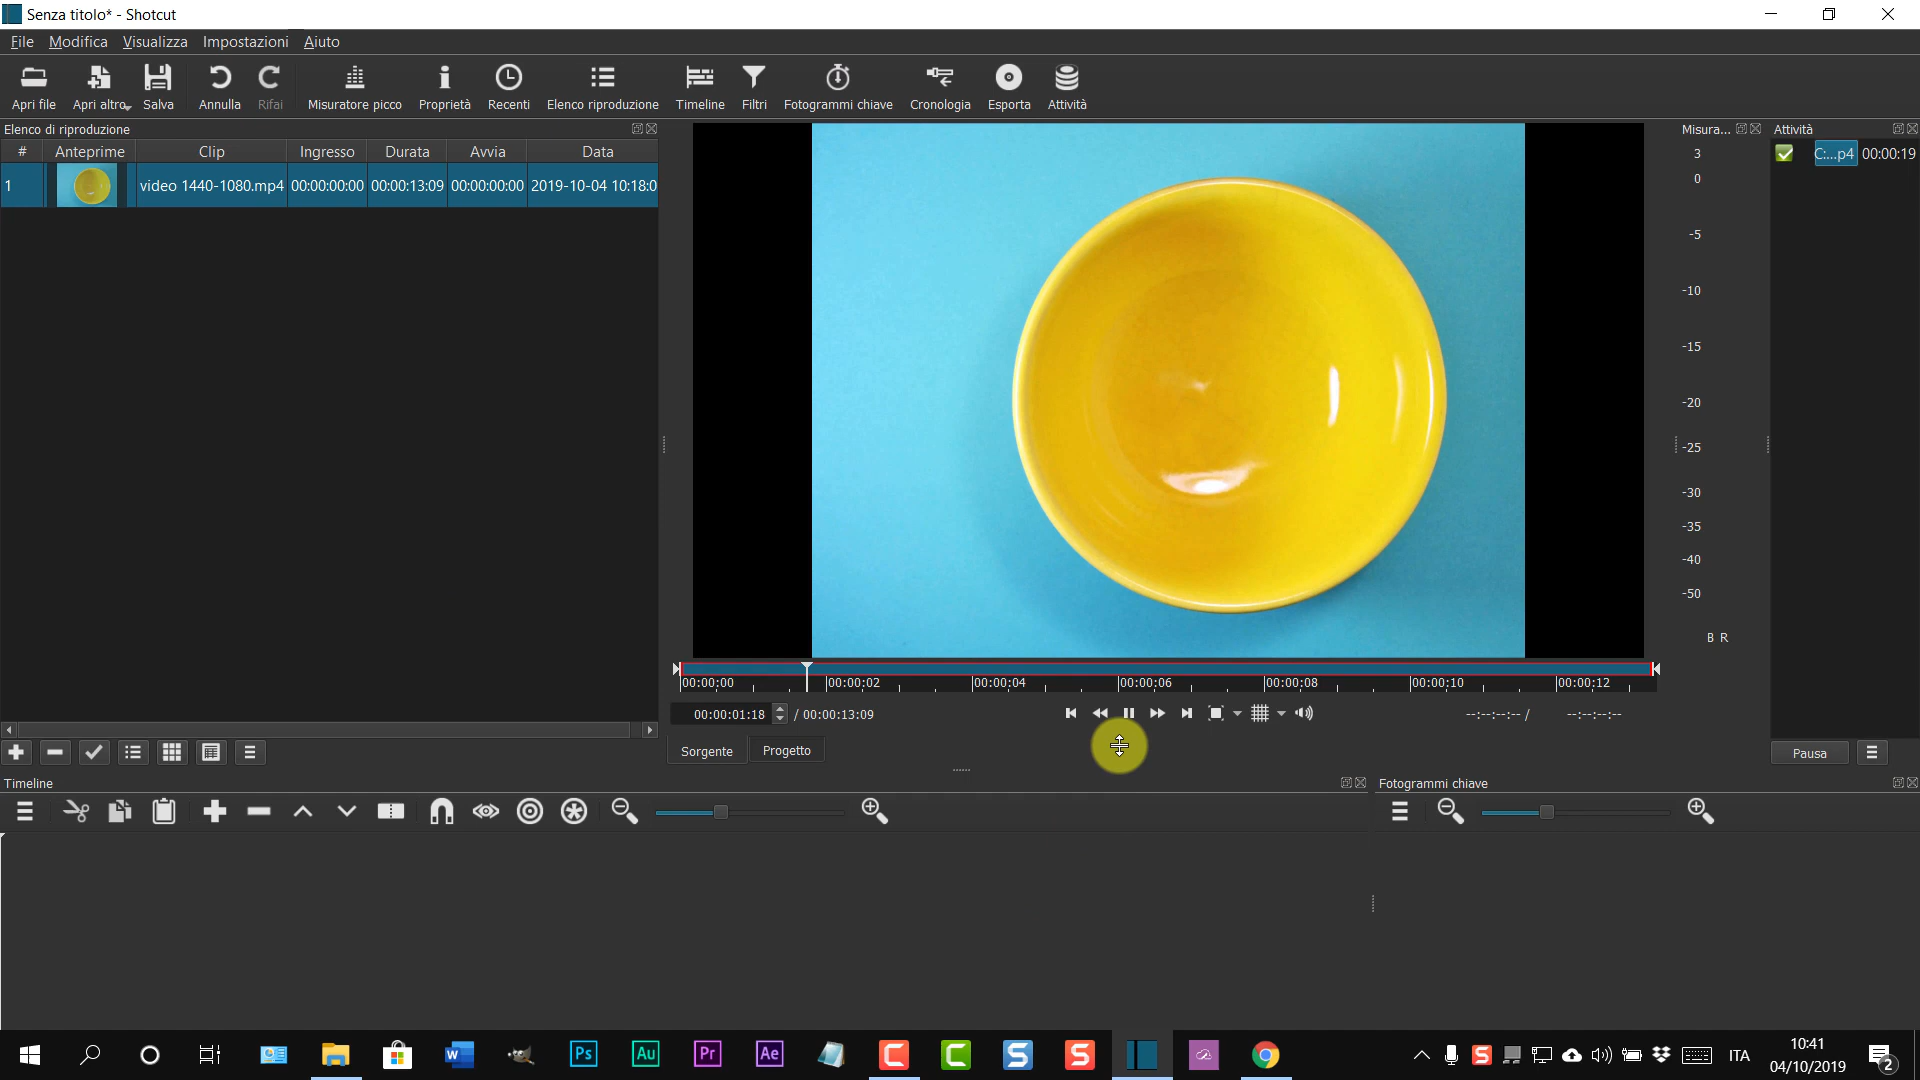 Senza titolo* - Shotcut
File Modifica Visualizza Impostazioni Aiuto
Apri file Apri altro Salva Annulla Rifai Misuratore picco Proprietà Recenti Elenco riproduzione Timeline Filtri Fotogrammi chiave Cronologia Esporta Attività
Elenco di riproduzione
# Anteprime Clip Ingresso Durata Avvia Data
1 video 1440-1080.mp4 00:00:00:00 00:00:13:09 00:00:00:00 2019-10-04 10:18:0
Misura...
3
0
-5
-10
-15
-20
-25
-30
-35
-40
-50
B R
Attività
C:...p4 00:00:19
Pausa
00:00:00 00:00:02 00:00:04 00:00:06 00:00:08 00:00:10 00:00:12
00:00:01:18 / 00:00:13:09 --:--:--:-- / --:--:--:--
Sorgente Progetto
Timeline
Fotogrammi chiave
W Ps Au Pr Ae C C S S S
ITA
10:41
04/10/2019
2